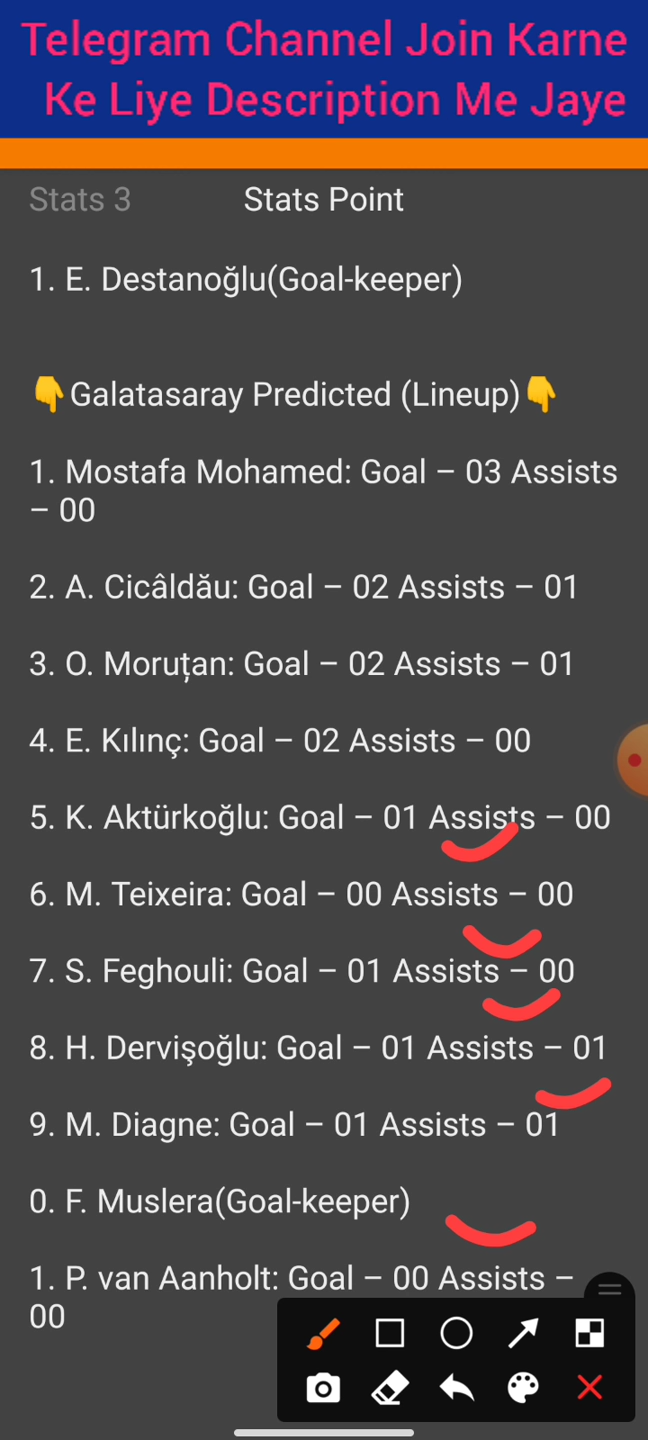 Telegram Channel Join Karne
Ke Liye Description Me Jaye
Stats 3 Stats Point
1. E. Destanoğlu(Goal-keeper)
👇Galatasaray Predicted (Lineup)👇
1. Mostafa Mohamed: Goal – 03 Assists
– 00
2. A. Cicâldău: Goal – 02 Assists – 01
3. O. Moruțan: Goal – 02 Assists – 01
4. E. Kılınç: Goal – 02 Assists – 00
5. K. Aktürkoğlu: Goal – 01 Assists – 00
6. M. Teixeira: Goal – 00 Assists – 00
7. S. Feghouli: Goal – 01 Assists – 00
8. H. Dervişoğlu: Goal – 01 Assists – 01
9. M. Diagne: Goal – 01 Assists – 01
0. F. Muslera(Goal-keeper)
1. P. van Aanholt: Goal – 00 Assists –
00